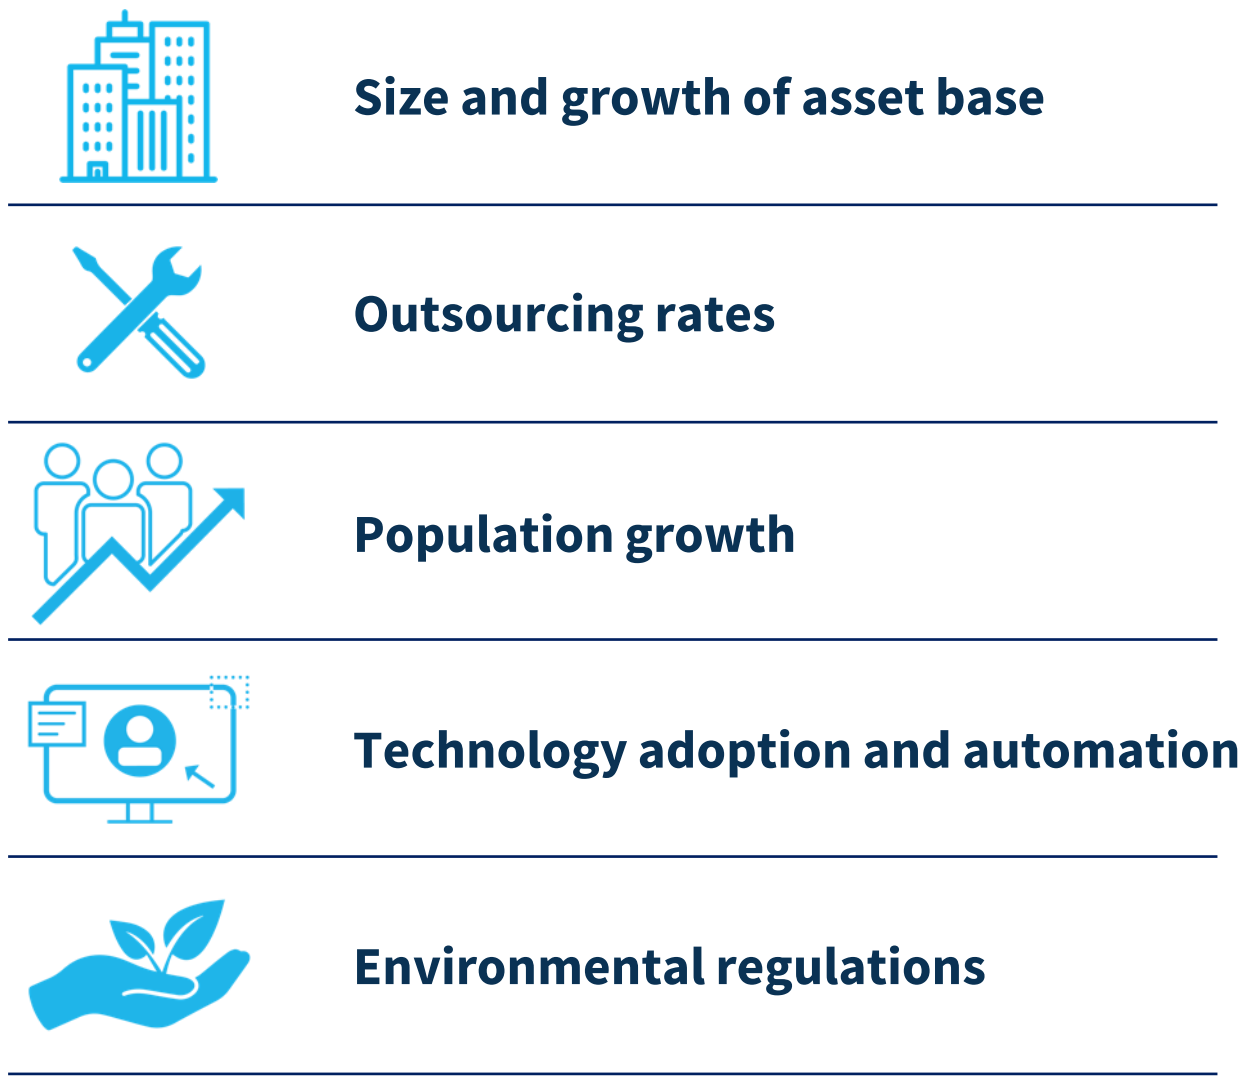 Size and growth of asset base
Outsourcing rates
Population growth
Technology adoption and automation
Environmental regulations